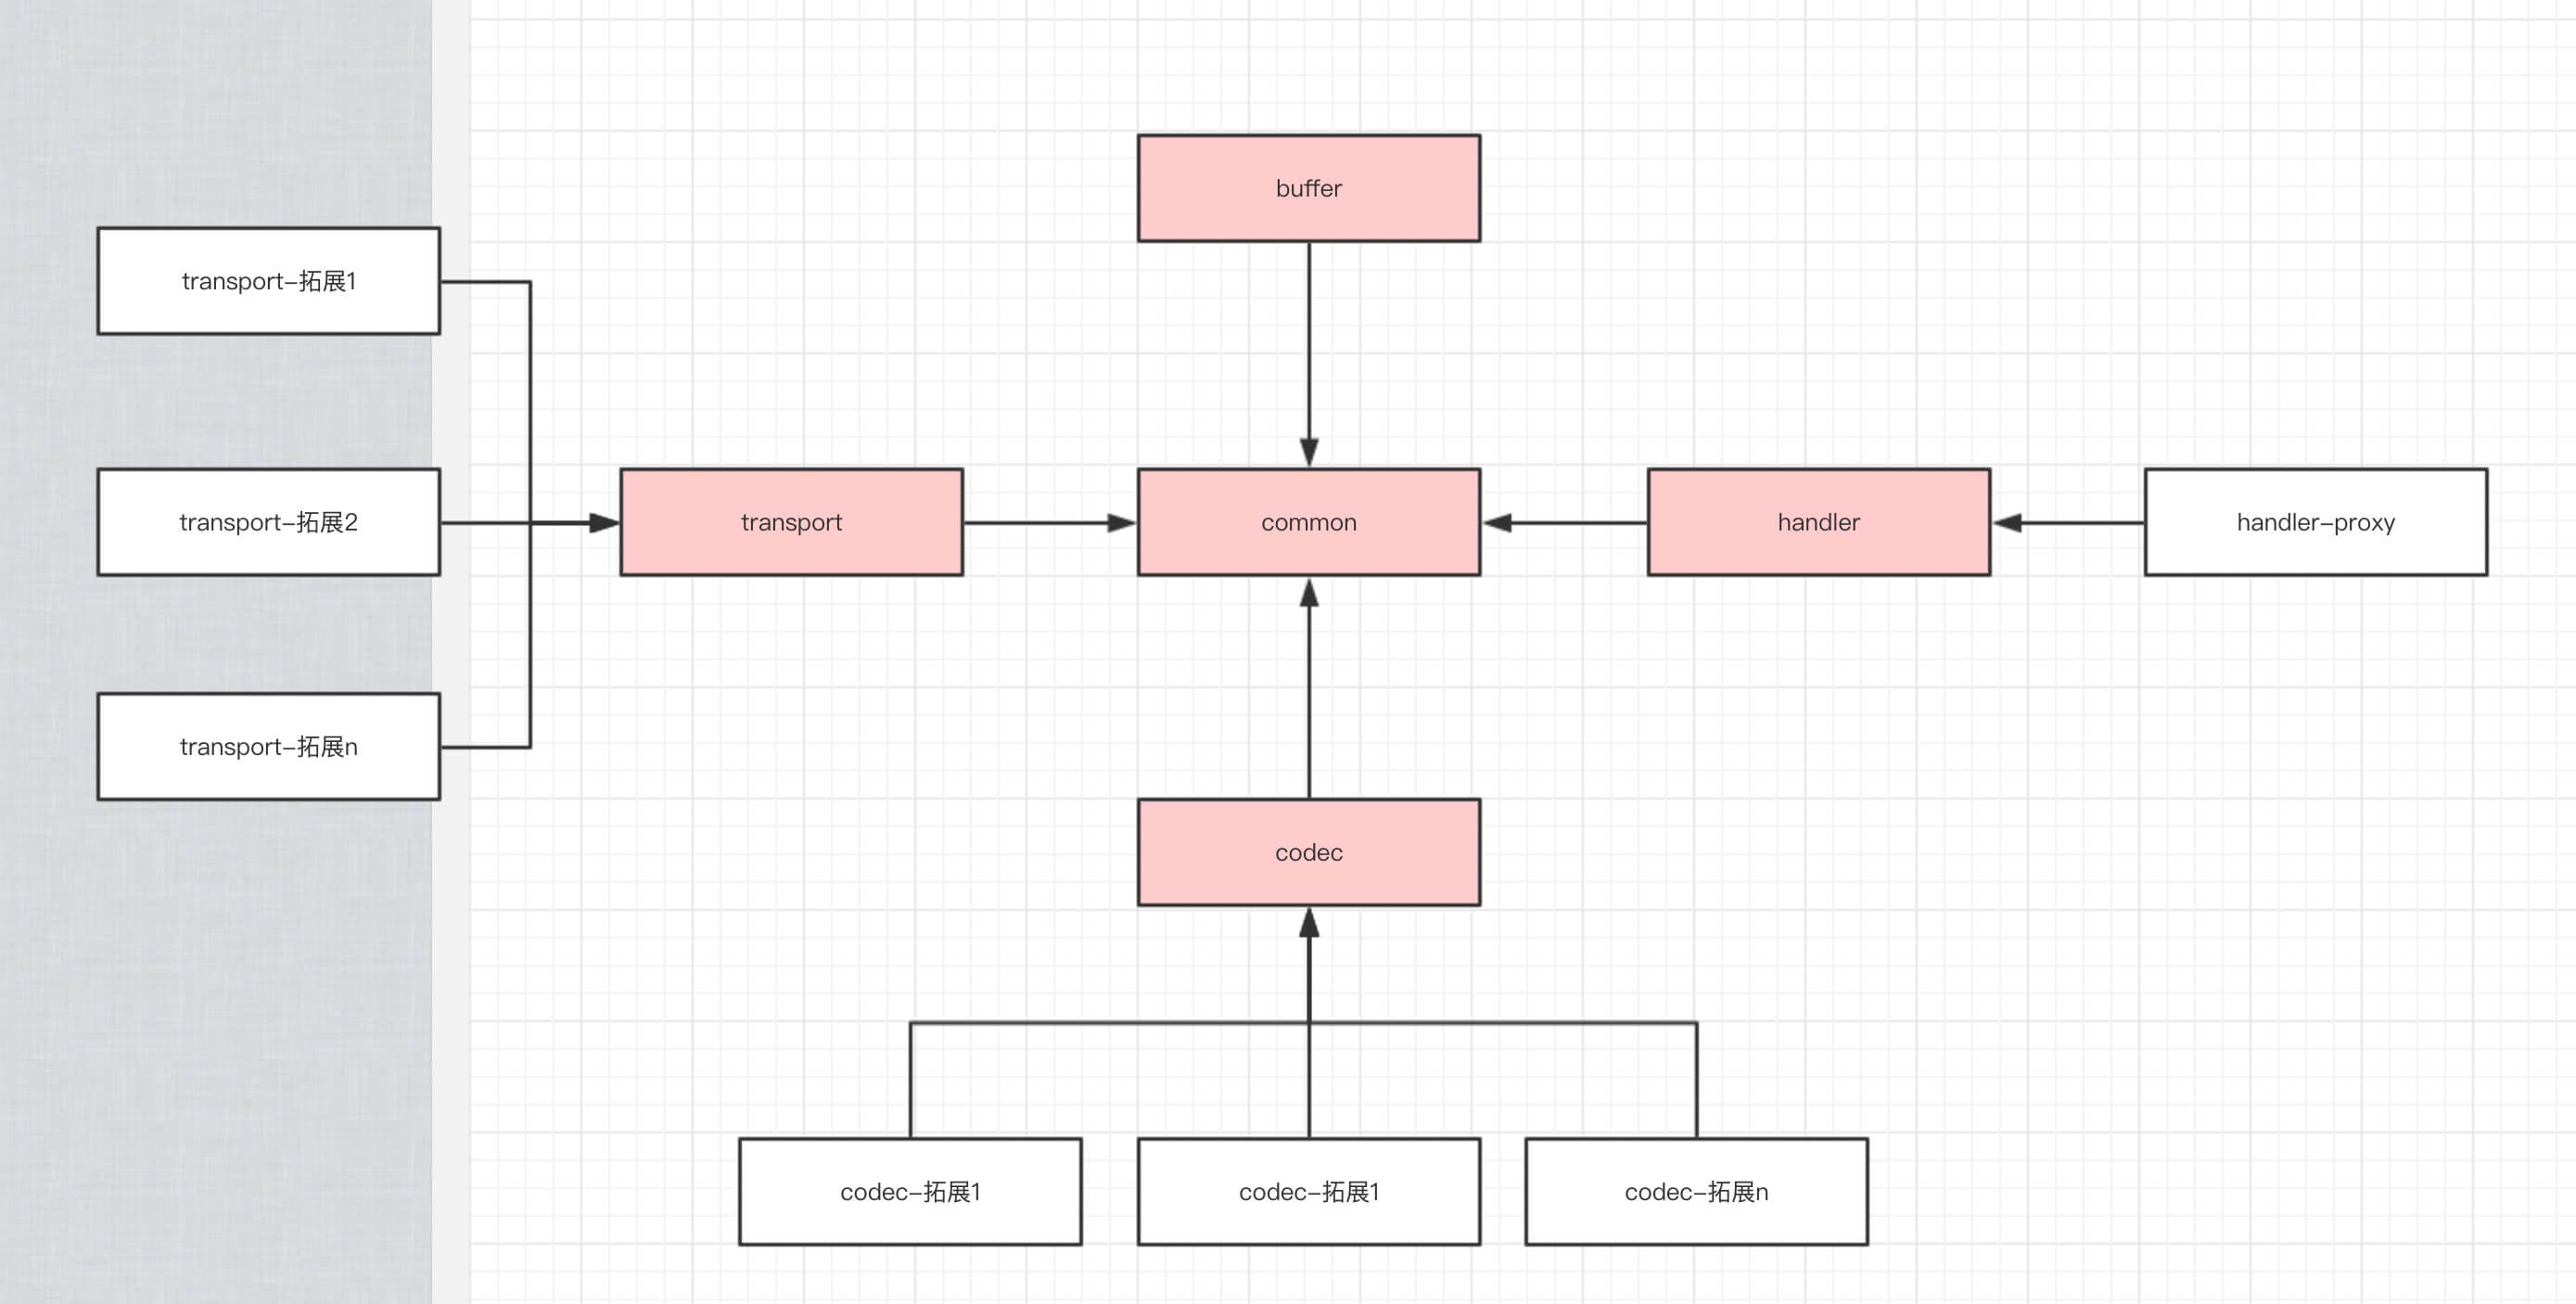 buffer
transport–拓展1
transport–拓展2
transport
common
handler
handler–proxy
transport–拓展n
codec
codec–拓展1
codec–拓展1
codec–拓展n